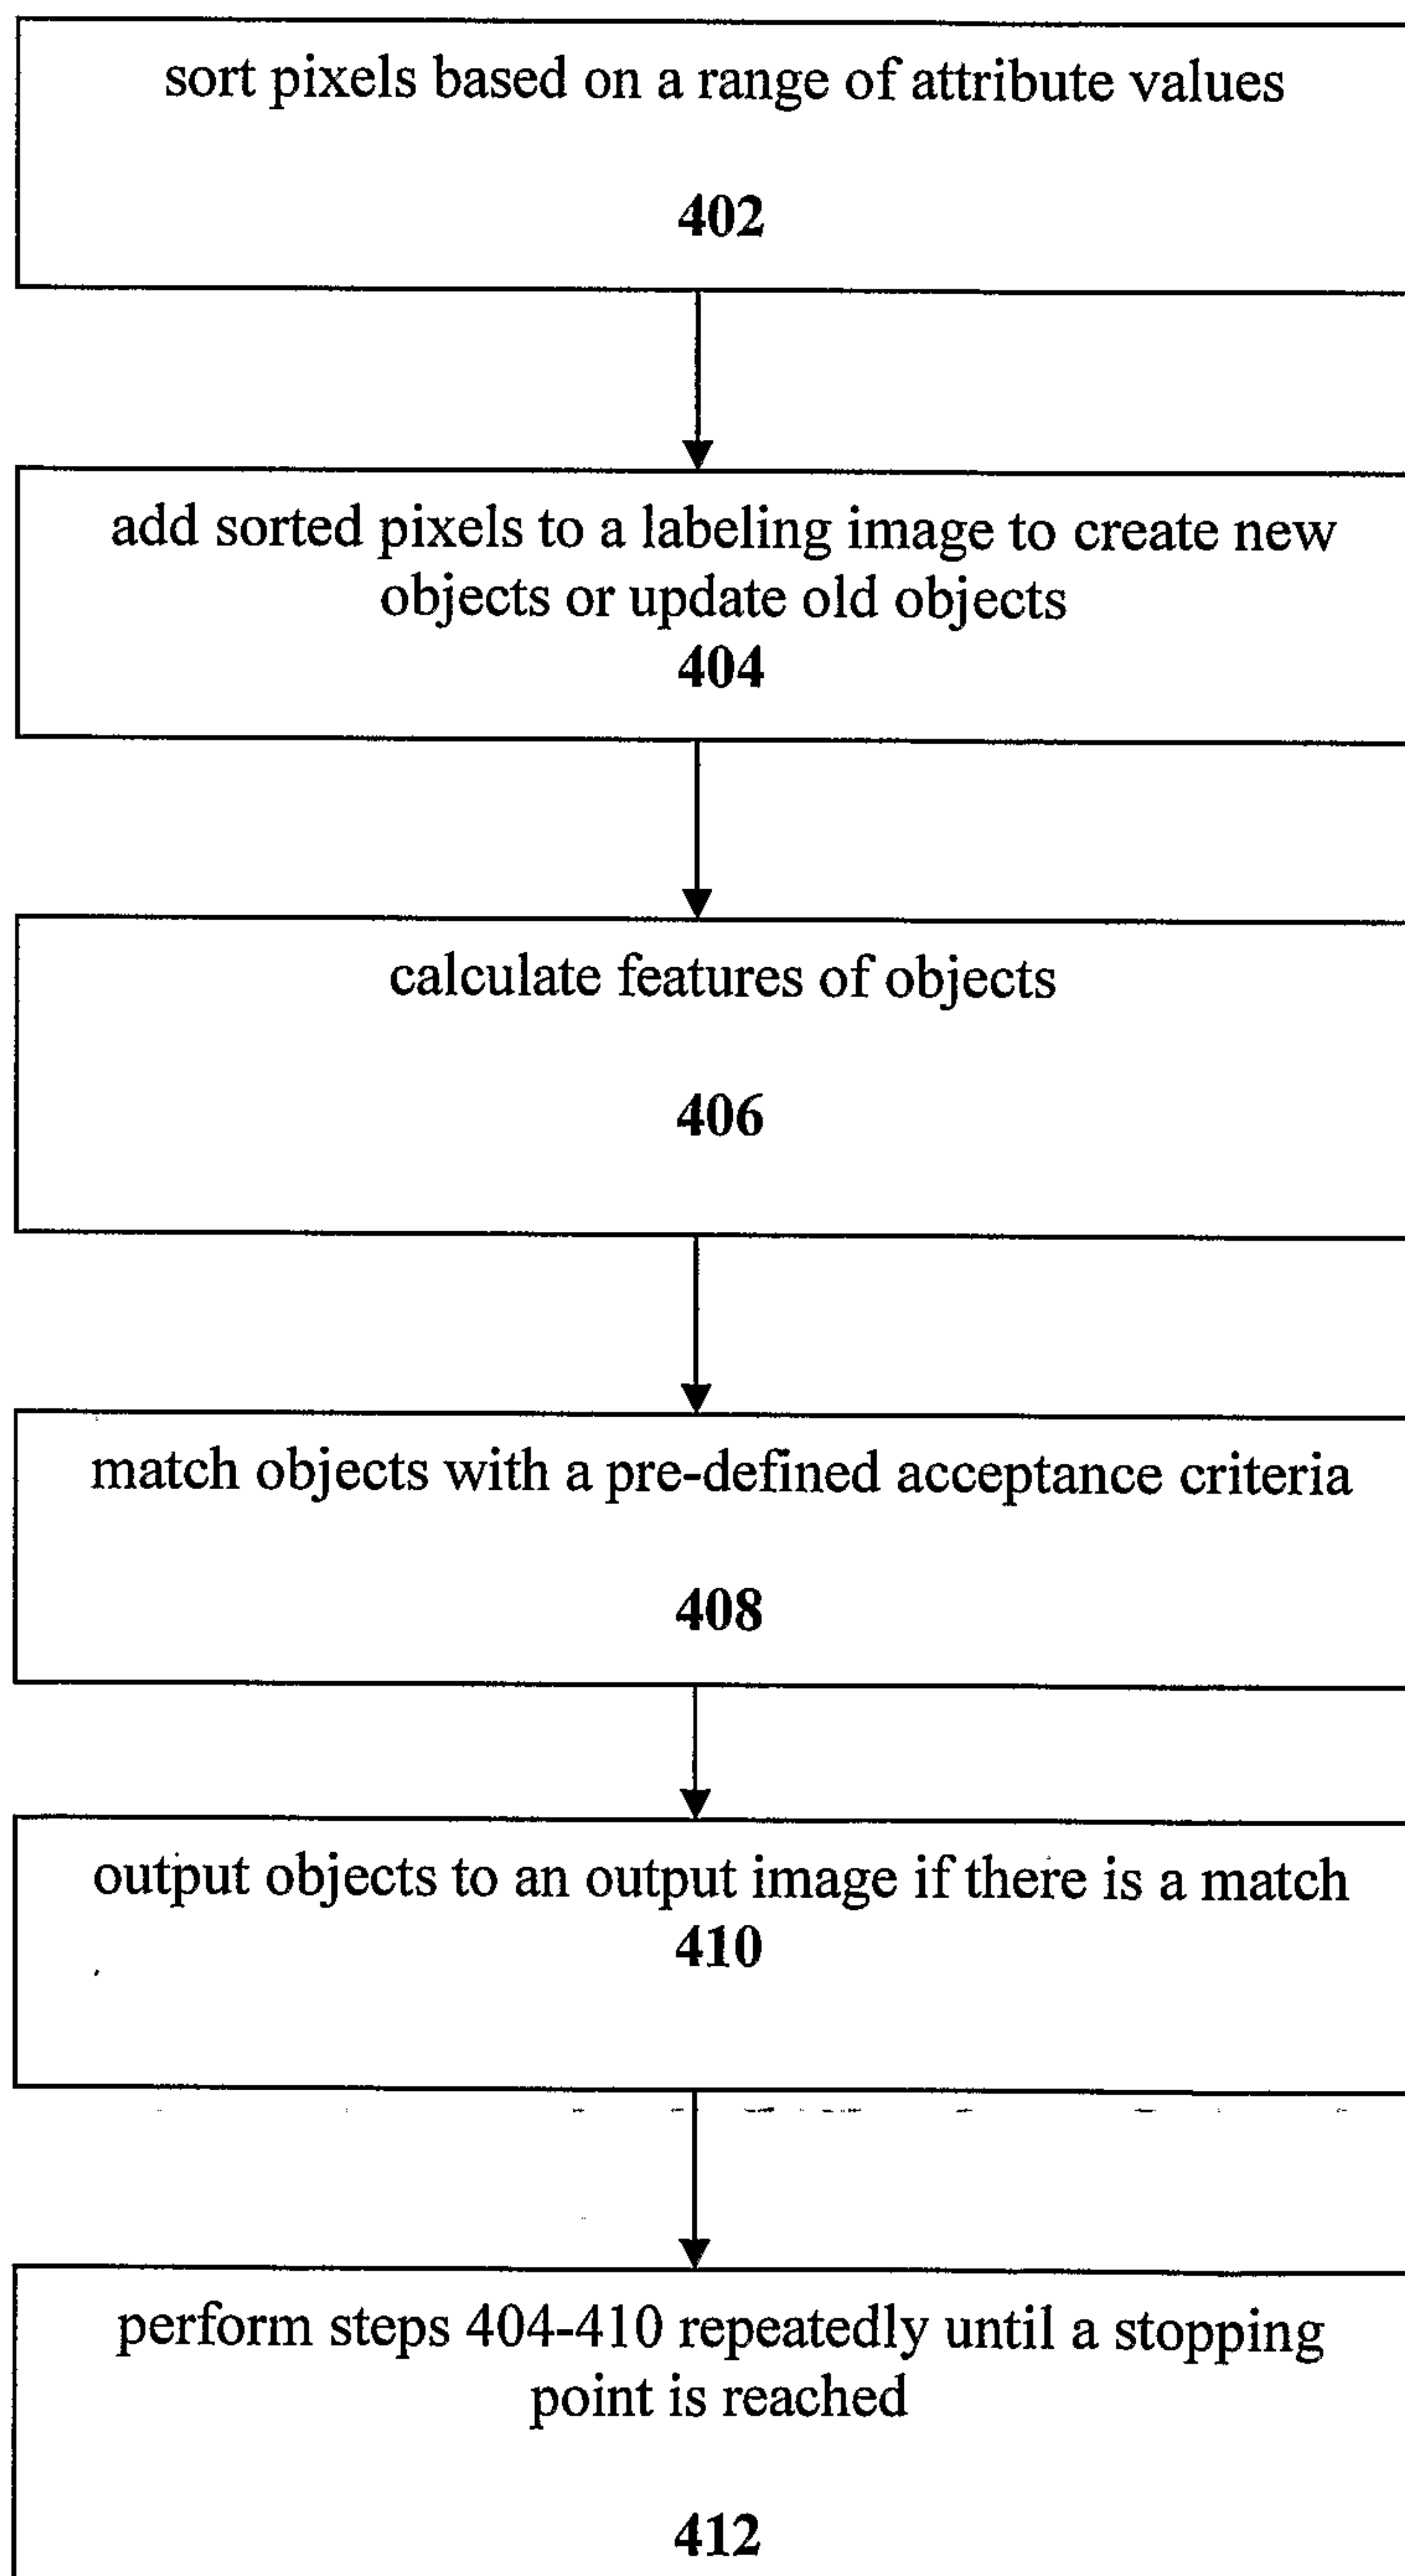 sort pixels based on a range of attribute values
402
add sorted pixels to a labeling image to create new
objects or update old objects
404
calculate features of objects
406
match objects with a pre-defined acceptance criteria
408
output objects to an output image if there is a match
410
perform steps 404-410 repeatedly until a stopping
point is reached
412